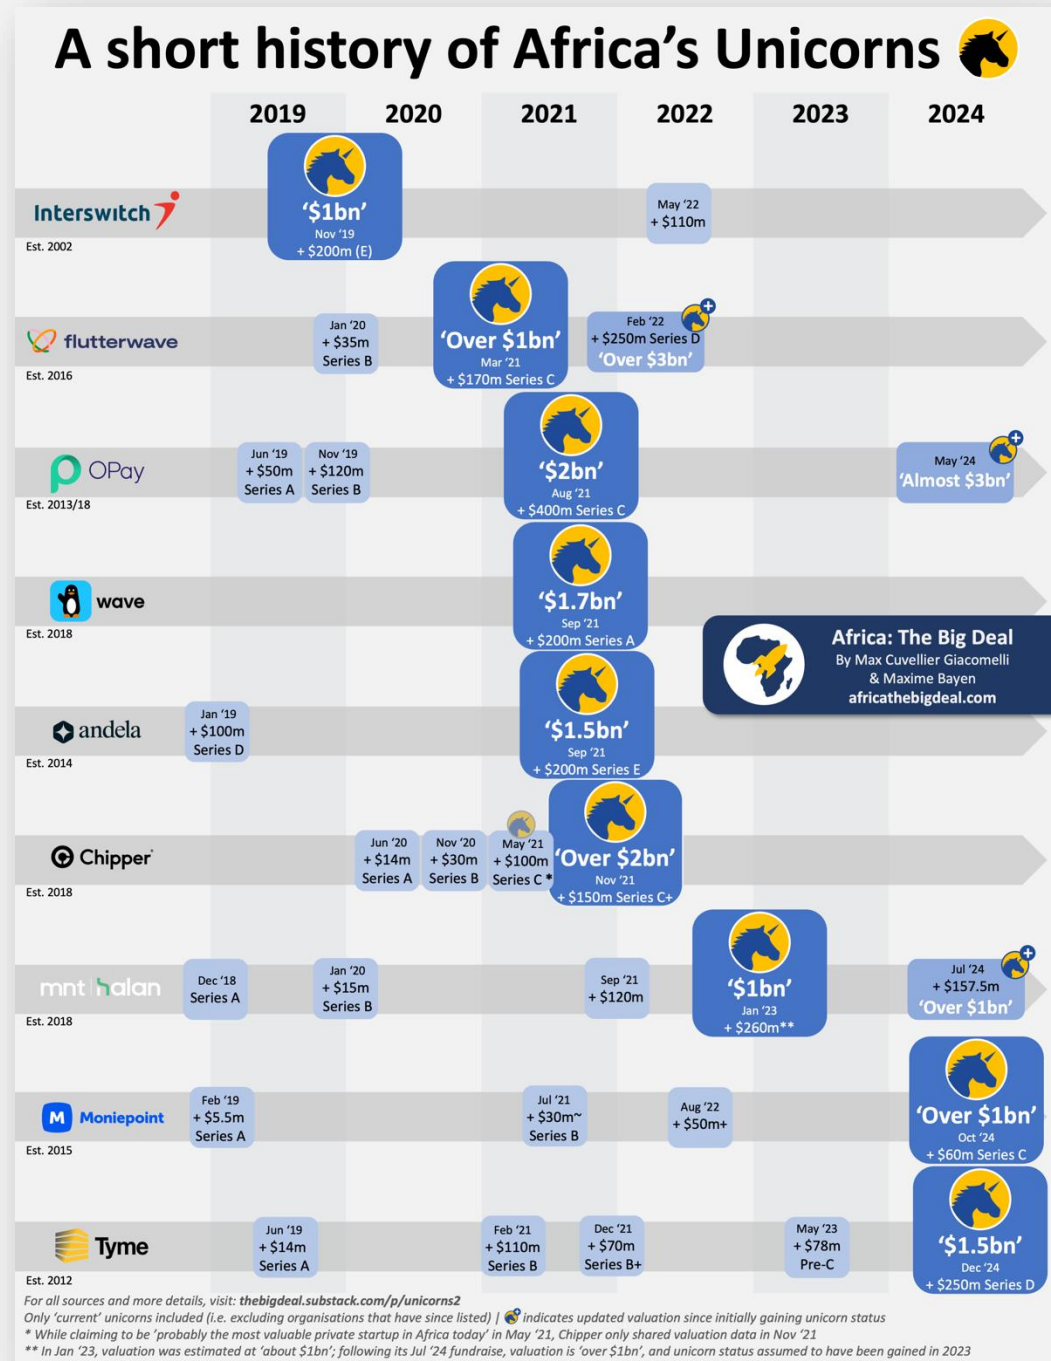 A short history of Africa's Unicorns
2019 2020 2021 2022 2023 2024
Interswitch
Est. 2002
'$1bn'
Nov '19
+ $200m (E)
May '22
+ $110m
flutterwave
Est. 2016
Jan '20
+ $35m
Series B
'Over $1bn'
Mar '21
+ $170m Series C
Feb '22
+ $250m Series D
'Over $3bn'
OPay
Est. 2013/18
Jun '19
+ $50m
Series A
Nov '19
+ $120m
Series B
'$2bn'
Aug '21
+ $400m Series C
May '24
'Almost $3bn'
wave
Est. 2018
'$1.7bn'
Sep '21
+ $200m Series A
Africa: The Big Deal
By Max Cuvellier Giacomelli
& Maxime Bayen
africathebigdeal.com
andela
Est. 2014
Jan '19
+ $100m
Series D
'$1.5bn'
Sep '21
+ $200m Series E
Chipper
Est. 2018
Jun '20
+ $14m
Series A
Nov '20
+ $30m
Series B
May '21
+ $100m
Series C *
'Over $2bn'
Nov '21
+ $150m Series C+
mnt halan
Est. 2018
Dec '18
Series A
Jan '20
+ $15m
Series B
Sep '21
+ $120m
'$1bn'
Jan '23
+ $260m**
Jul '24
+ $157.5m
'Over $1bn'
M Moniepoint
Est. 2015
Feb '19
+ $5.5m
Series A
Jul '21
+ $30m~
Series B
Aug '22
+ $50m+
'Over $1bn'
Oct '24
+ $60m Series C
Tyme
Est. 2012
Jun '19
+ $14m
Series A
Feb '21
+ $110m
Series B
Dec '21
+ $70m
Series B+
May '23
+ $78m
Pre-C
'$1.5bn'
Dec '24
+ $250m Series D
For all sources and more details, visit: thebigdeal.substack.com/p/unicorns2
Only 'current' unicorns included (i.e. excluding organisations that have since listed) | indicates updated valuation since initially gaining unicorn status
* While claiming to be 'probably the most valuable private startup in Africa today' in May '21, Chipper only shared valuation data in Nov '21
** In Jan '23, valuation was estimated at 'about $1bn'; following its Jul '24 fundraise, valuation is 'over $1bn', and unicorn status assumed to have been gained in 2023